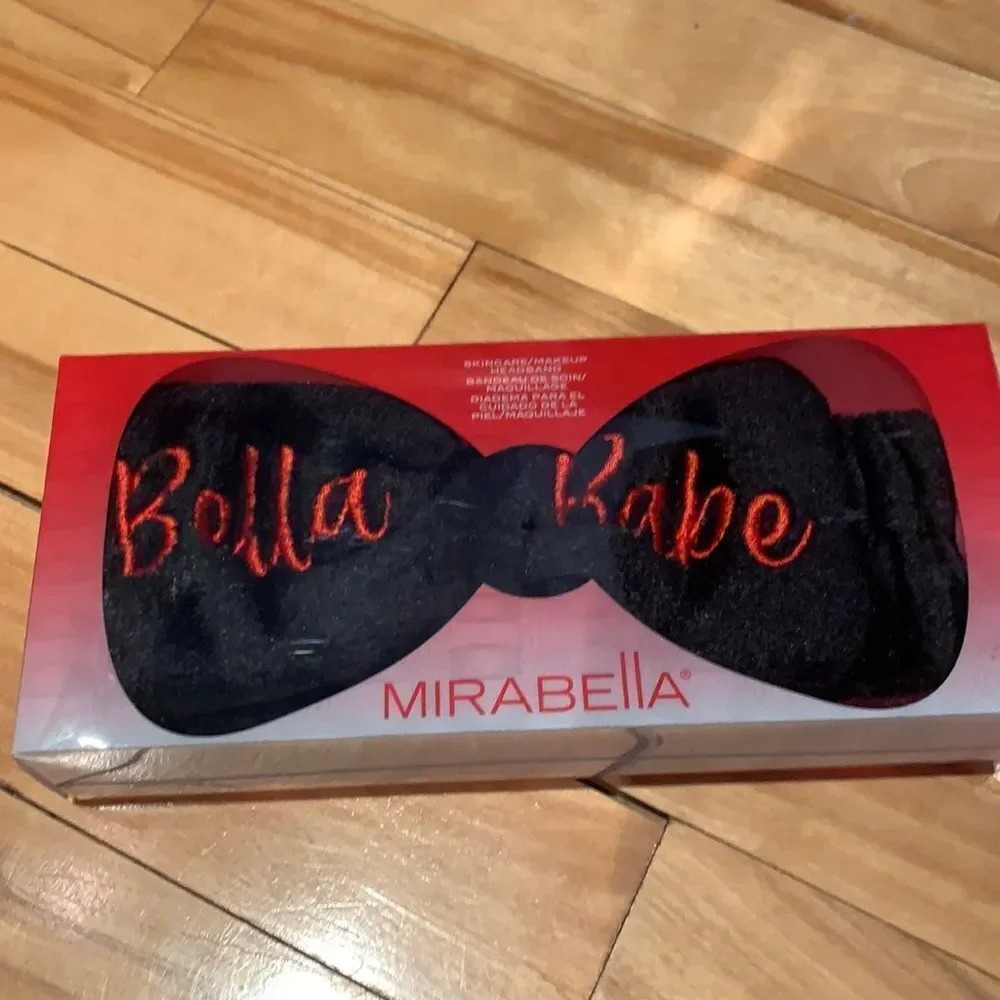 SKINCARE/MAKEUP
HEADBAND
BANDEAU DE SOIN/
MAQUILLAGE
DIADEMA PARA EL
CUIDADO DE LA
PIEL/MAQUILLAJE
Bella Babe
MIRABEllA®